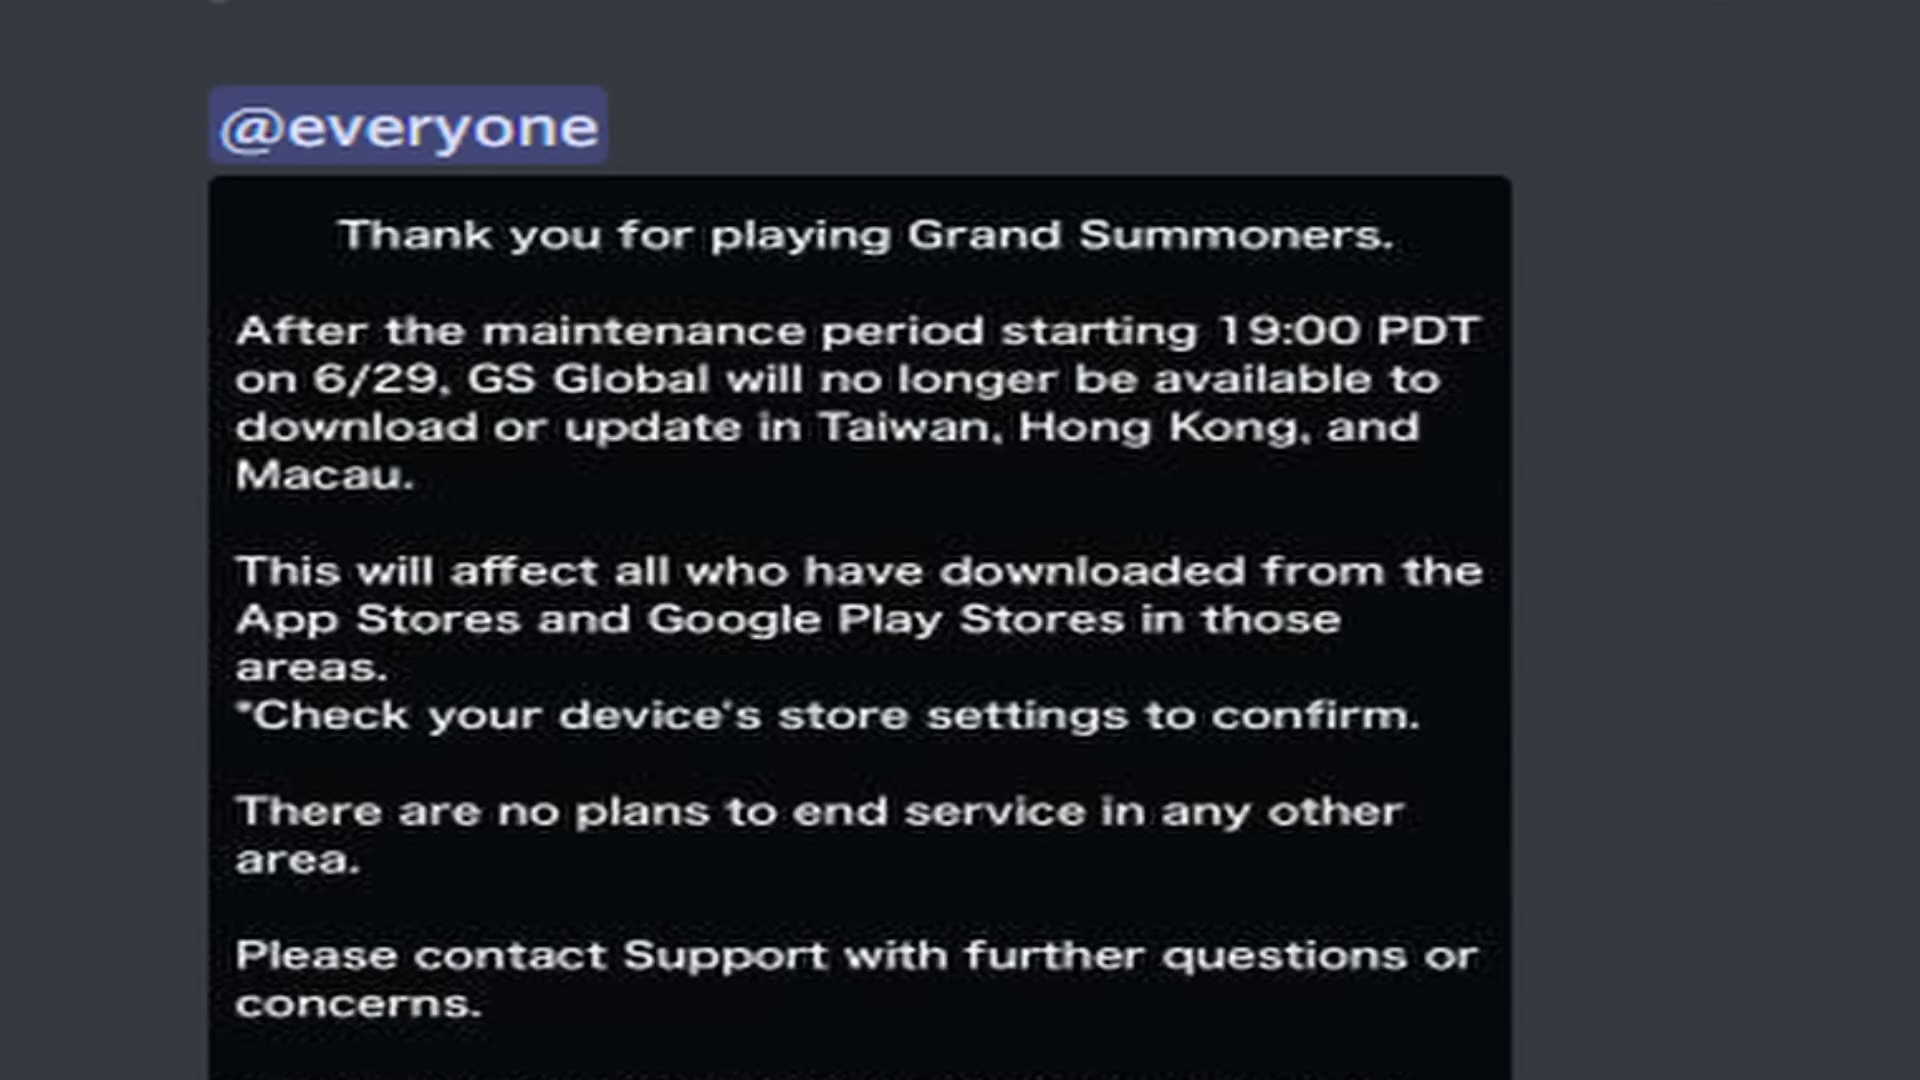 @everyone
Thank you for playing Grand Summoners.
After the maintenance period starting 19:00 PDT
on 6/29, GS Global will no longer be available to
download or update in Taiwan, Hong Kong, and
Macau.
This will affect all who have downloaded from the
App Stores and Google Play Stores in those
areas.
*Check your device's store settings to confirm.
There are no plans to end service in any other
area.
Please contact Support with further questions or
concerns.